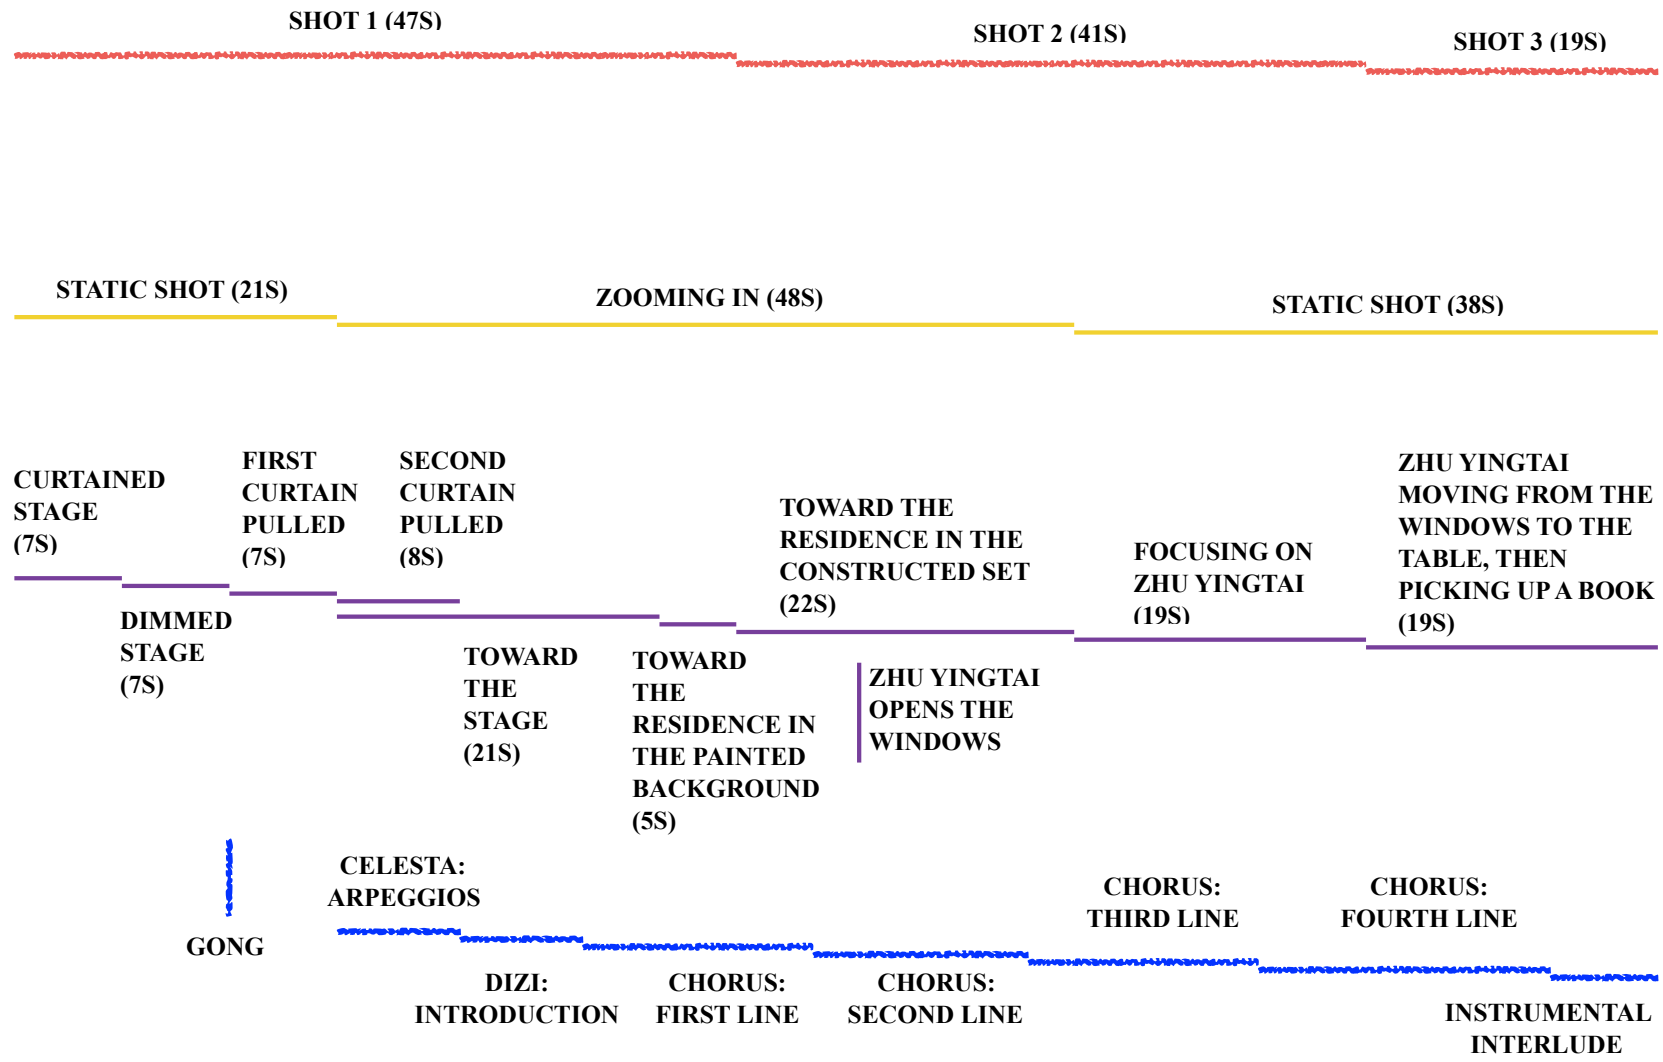 SHOT 1 (47S)
SHOT 2 (41S)
SHOT 3 (19S)
STATIC SHOT (21S)
ZOOMING IN (48S)
STATIC SHOT (38S)
CURTAINED
STAGE
(7S)
DIMMED
STAGE
(7S)
FIRST
CURTAIN
PULLED
(7S)
SECOND
CURTAIN
PULLED
(8S)
TOWARD
THE
STAGE
(21S)
TOWARD
THE
RESIDENCE IN
THE PAINTED
BACKGROUND
(5S)
TOWARD THE
RESIDENCE IN THE
CONSTRUCTED SET
(22S)
ZHU YINGTAI
OPENS THE
WINDOWS
FOCUSING ON
ZHU YINGTAI
(19S)
ZHU YINGTAI
MOVING FROM THE
WINDOWS TO THE
TABLE, THEN
PICKING UP A BOOK
(19S)
GONG
CELESTA:
ARPEGGIOS
DIZI:
INTRODUCTION
CHORUS:
FIRST LINE
CHORUS:
SECOND LINE
CHORUS:
THIRD LINE
CHORUS:
FOURTH LINE
INSTRUMENTAL
INTERLUDE